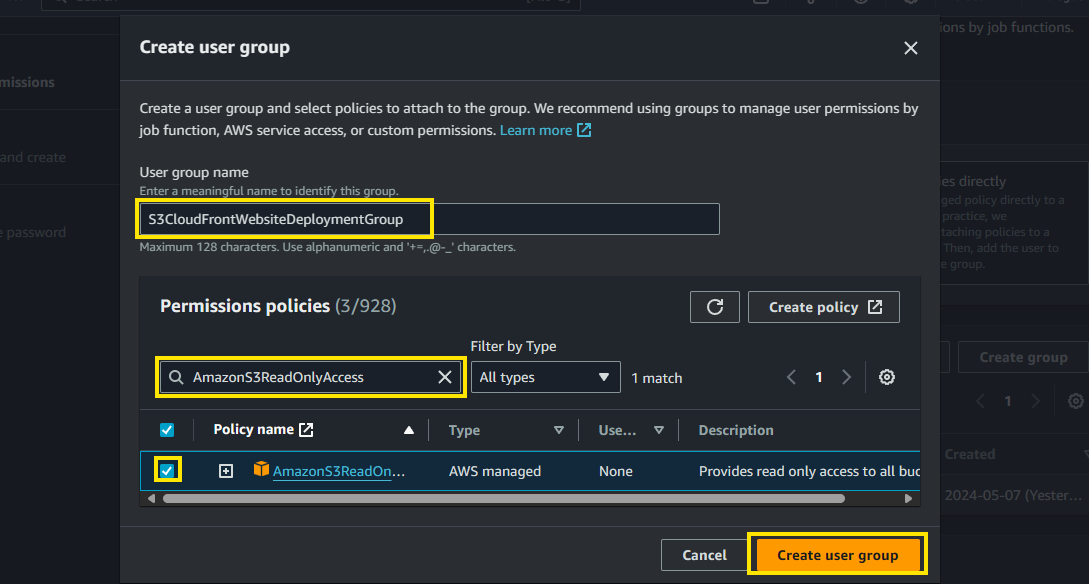 ions by job functions.
Create user group
missions
Create a user group and select policies to attach to the group. We recommend using groups to manage user permissions by
job function, AWS service access, or custom permissions. Learn more
and create
User group name
Enter a meaningful name to identify this group.
es directly
ged policy directly to a
S3CloudFrontWebsiteDeploymentGroup
practice, we
e password
taching policies to a
Maximum 128 characters. Use alphanumeric and '+=,.@-_' characters.
Then, add the user to
e group.
Permissions policies (3/928)
Create policy
Filter by Type
Create group
AmazonS3ReadOnlyAccess
All types
1 match
1
1
Policy name
Type
Use...
Description
Created
AmazonS3ReadOn...
AWS managed
None
Provides read only access to all buc
2024-05-07 (Yester...
Cancel
Create user group